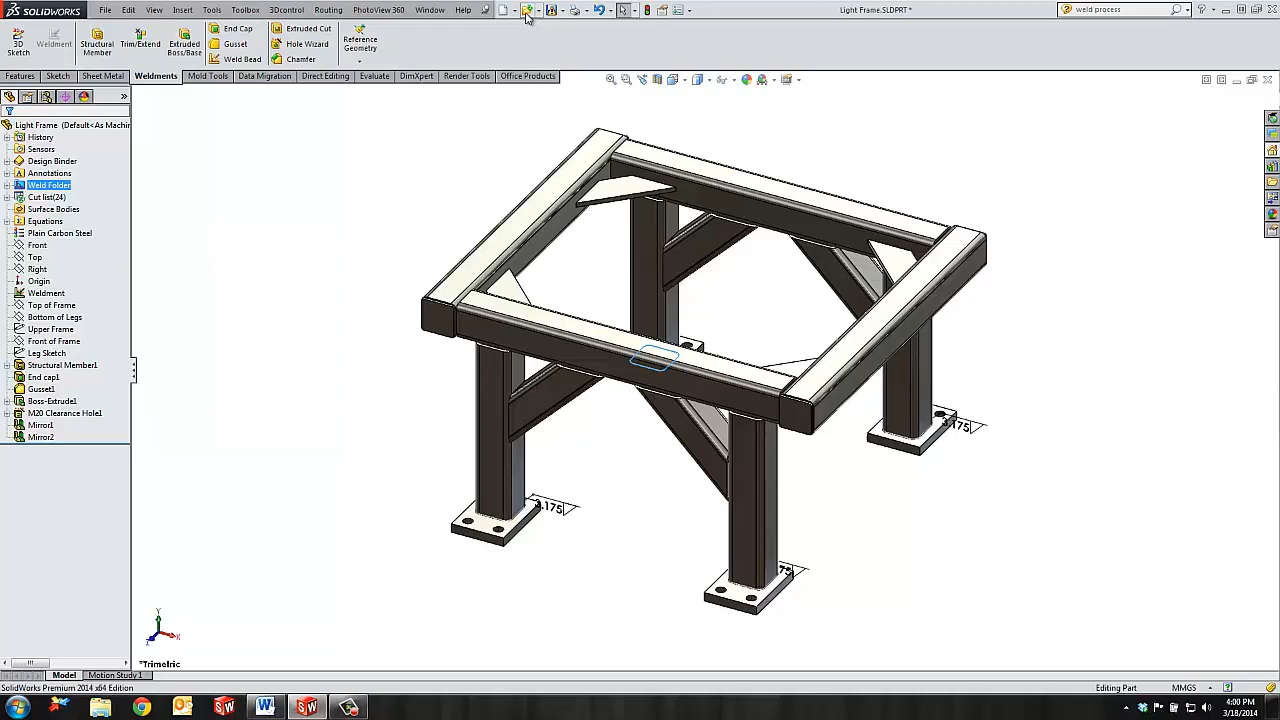 SOLIDWORKS
File Edit View Insert Tools Toolbox 3Dcontrol Routing PhotoView 360 Window Help
Light Frame.SLDPRT *
weld process
3D Sketch
Weldment
Structural Member
Trim/Extend
Extruded Boss/Base
End Cap
Gusset
Weld Bead
Extruded Cut
Hole Wizard
Chamfer
Reference Geometry
Features Sketch Sheet Metal Weldments Mold Tools Data Migration Direct Editing Evaluate DimXpert Render Tools Office Products
Light Frame (Default<As Machin
History
Sensors
Design Binder
Annotations
Weld Folder
Cut list(24)
Surface Bodies
Equations
Plain Carbon Steel
Front
Top
Right
Origin
Weldment
Top of Frame
Bottom of Legs
Upper Frame
Front of Frame
Leg Sketch
Structural Member1
End cap1
Gusset1
Boss-Extrude1
M20 Clearance Hole1
Mirror1
Mirror2
3.175
3.175
75
Y
X
Z
*Trimetric
Model Motion Study 1
SolidWorks Premium 2014 x64 Edition
Editing Part MMGS
4:00 PM
3/18/2014